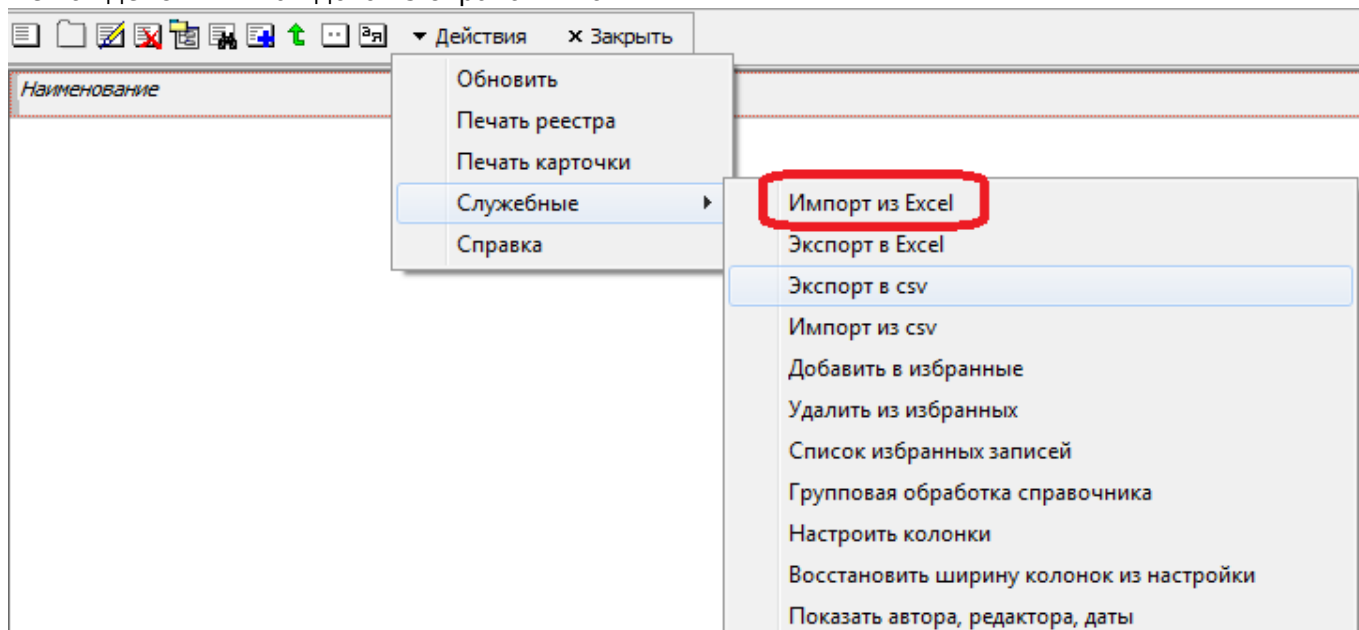 Действия
Закрыть
Наименование
Обновить
Печать реестра
Печать карточки
Служебные
Справка
Импорт из Excel
Экспорт в Excel
Экспорт в csv
Импорт из csv
Добавить в избранные
Удалить из избранных
Список избранных записей
Групповая обработка справочника
Настроить колонки
Восстановить ширину колонок из настройки
Показать автора, редактора, даты